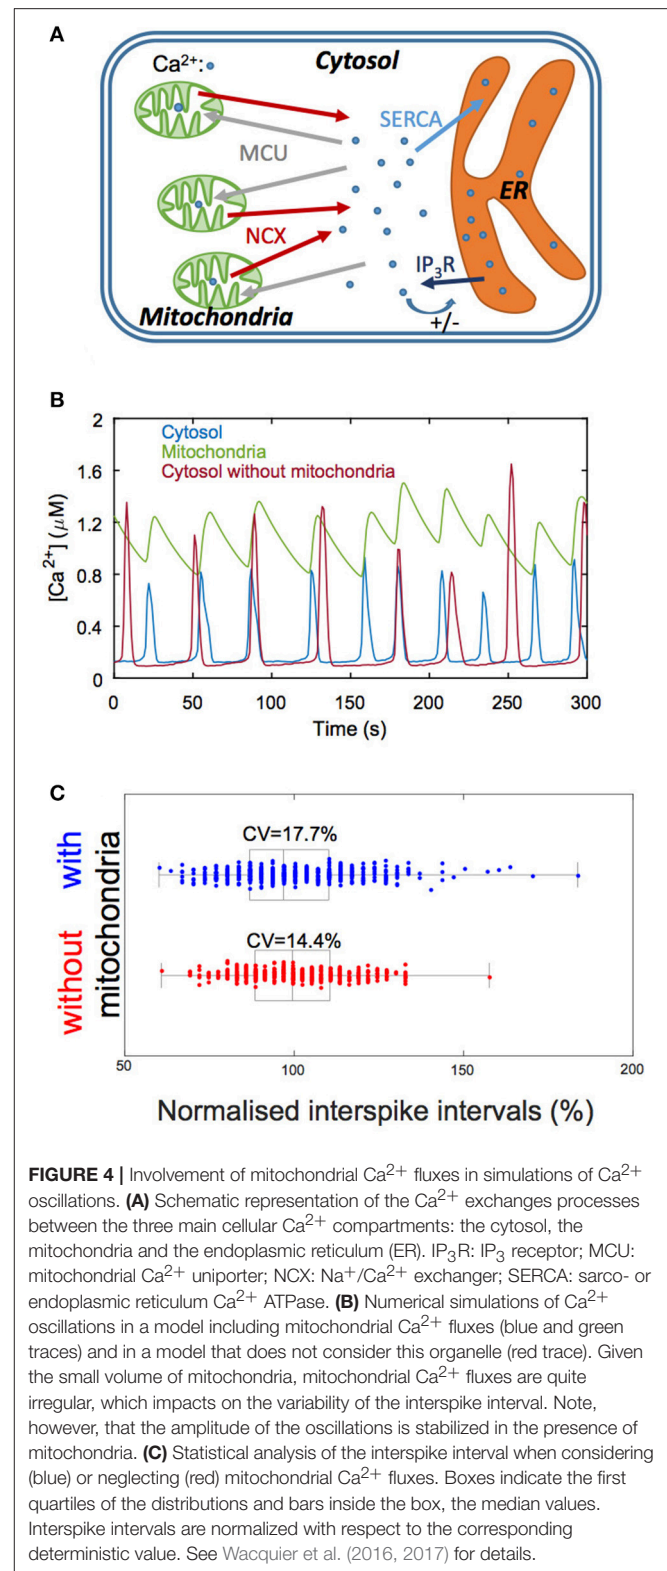 A
Ca2+:
Cytosol
SERCA
MCU
ER
NCX
IP3R
Mitochondria
+/-
B
2
1.6
1.2
0.8
0.4
0
[Ca 2+] (μM)
Cytosol
Mitochondria
Cytosol without mitochondria
0 50 100 150 200 250 300
Time (s)
C
without with
mitochondria
CV=17.7%
CV=14.4%
50 100 150 200
Normalised interspike intervals (%)
FIGURE 4 | Involvement of mitochondrial Ca2+ fluxes in simulations of Ca2+
oscillations. (A) Schematic representation of the Ca2+ exchanges processes
between the three main cellular Ca2+ compartments: the cytosol, the
mitochondria and the endoplasmic reticulum (ER). IP3R: IP3 receptor; MCU:
mitochondrial Ca2+ uniporter; NCX: Na+/Ca2+ exchanger; SERCA: sarco- or
endoplasmic reticulum Ca2+ ATPase. (B) Numerical simulations of Ca2+
oscillations in a model including mitochondrial Ca2+ fluxes (blue and green
traces) and in a model that does not consider this organelle (red trace). Given
the small volume of mitochondria, mitochondrial Ca2+ fluxes are quite
irregular, which impacts on the variability of the interspike interval. Note,
however, that the amplitude of the oscillations is stabilized in the presence of
mitochondria. (C) Statistical analysis of the interspike interval when considering
(blue) or neglecting (red) mitochondrial Ca2+ fluxes. Boxes indicate the first
quartiles of the distributions and bars inside the box, the median values.
Interspike intervals are normalized with respect to the corresponding
deterministic value. See Wacquier et al. (2016, 2017) for details.